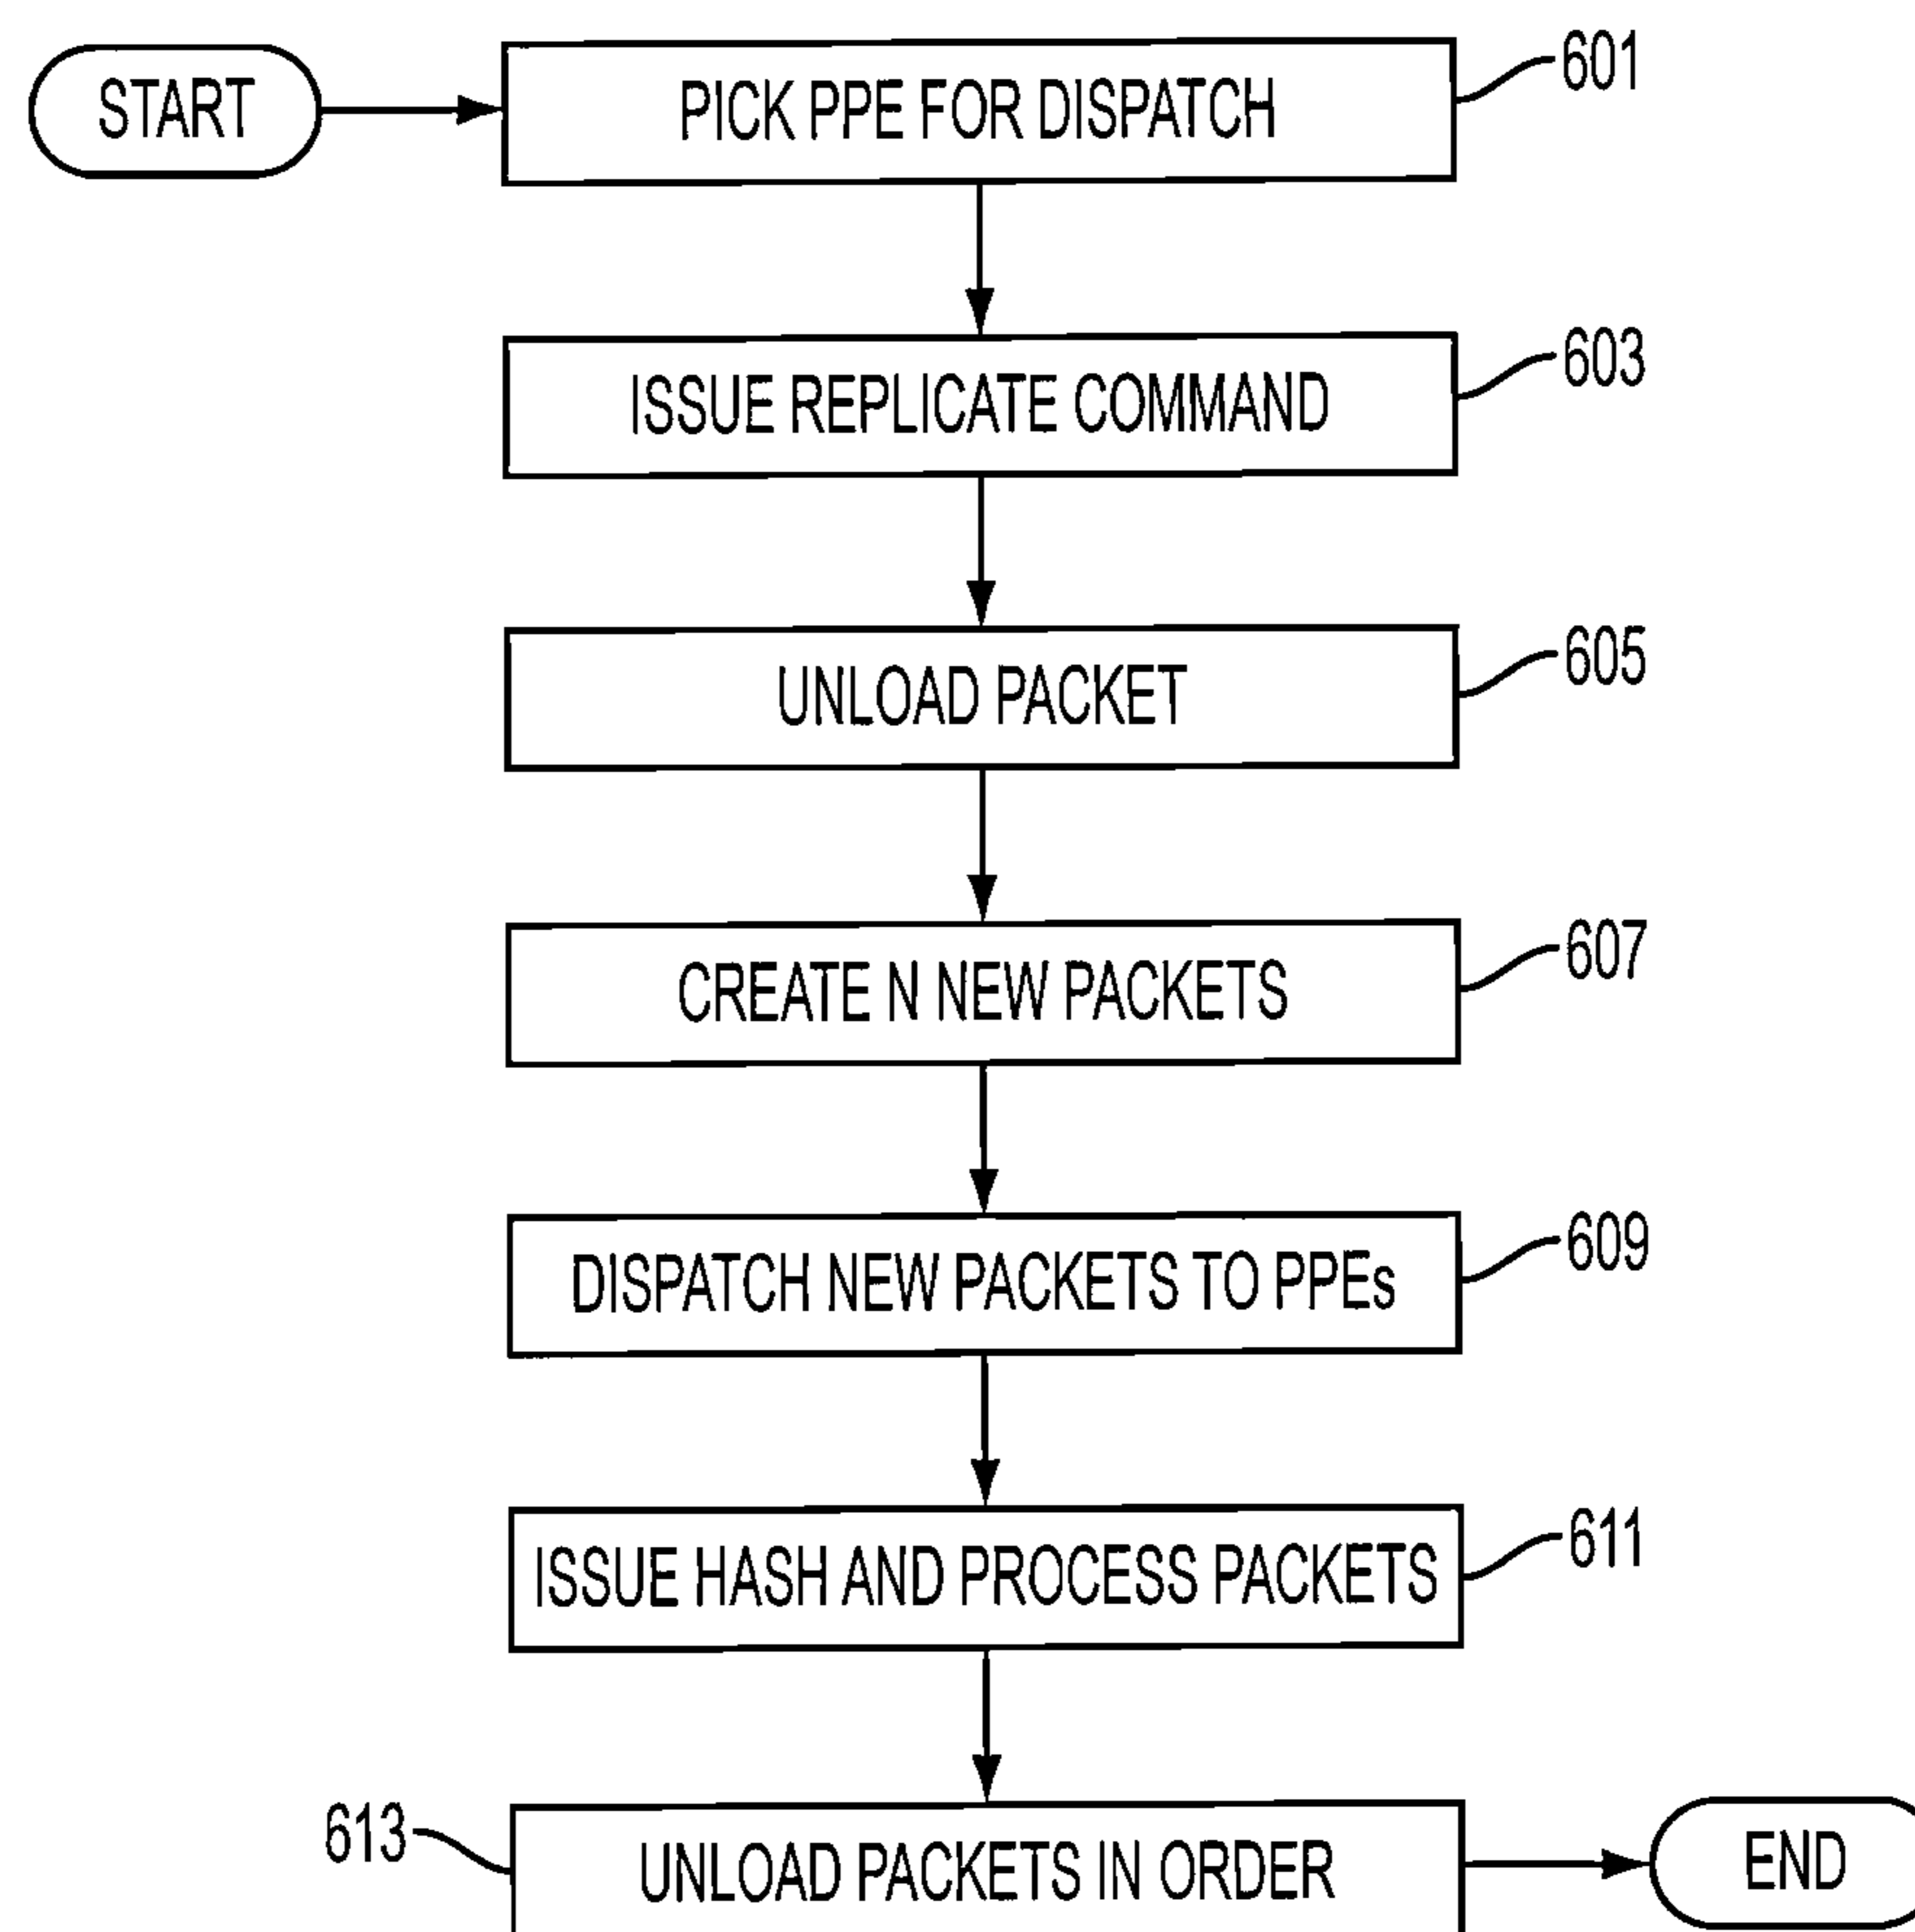 START
PICK PPE FOR DISPATCH
601
ISSUE REPLICATE COMMAND
603
UNLOAD PACKET
605
CREATE N NEW PACKETS
607
DISPATCH NEW PACKETS TO PPEs
609
ISSUE HASH AND PROCESS PACKETS
611
613
UNLOAD PACKETS IN ORDER
END